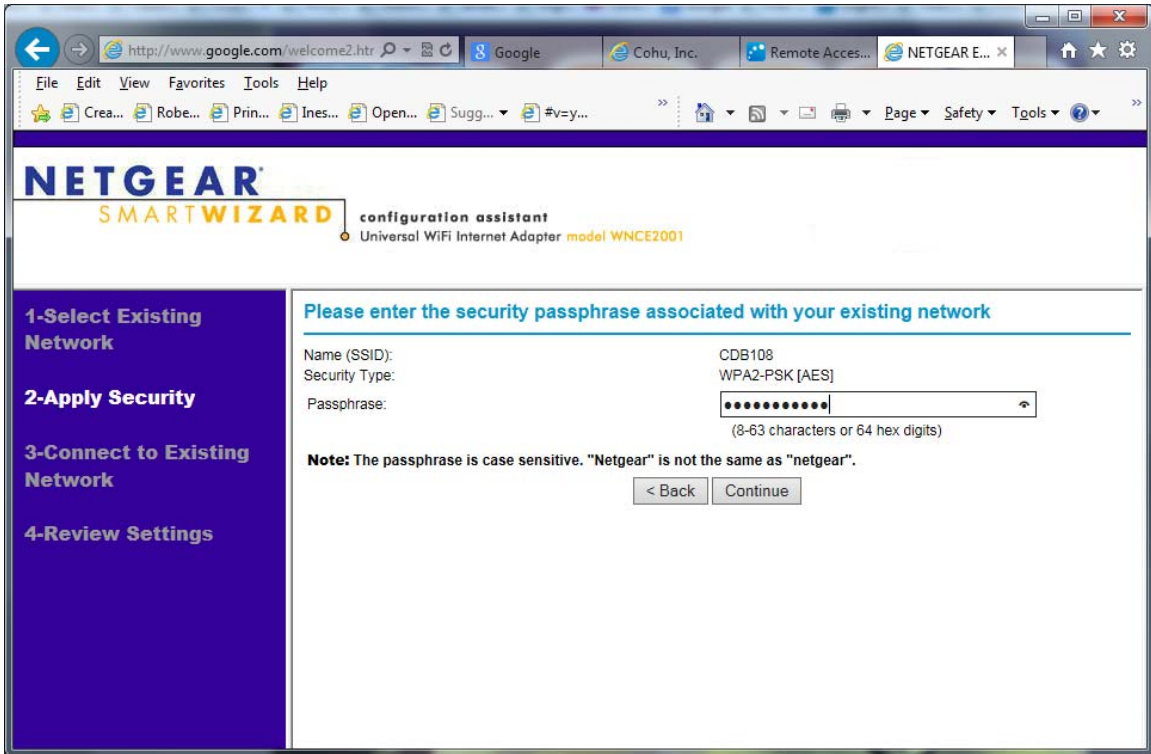 http://www.google.com/welcome2.htr
Google
Cohu, Inc.
Remote Acces...
NETGEAR E...
File Edit View Favorites Tools Help
Crea... Robe... Prin... Ines... Open... Sugg... #v=y... » Page Safety Tools »
NETGEAR
SMARTWIZARD
configuration assistant
Universal WiFi Internet Adapter model WNCE2001
1-Select Existing
Network
2-Apply Security
3-Connect to Existing
Network
4-Review Settings
Please enter the security passphrase associated with your existing network
Name (SSID): CDB108
Security Type: WPA2-PSK [AES]
Passphrase: •••••••••••
(8-63 characters or 64 hex digits)
Note: The passphrase is case sensitive. "Netgear" is not the same as "netgear".
< Back Continue